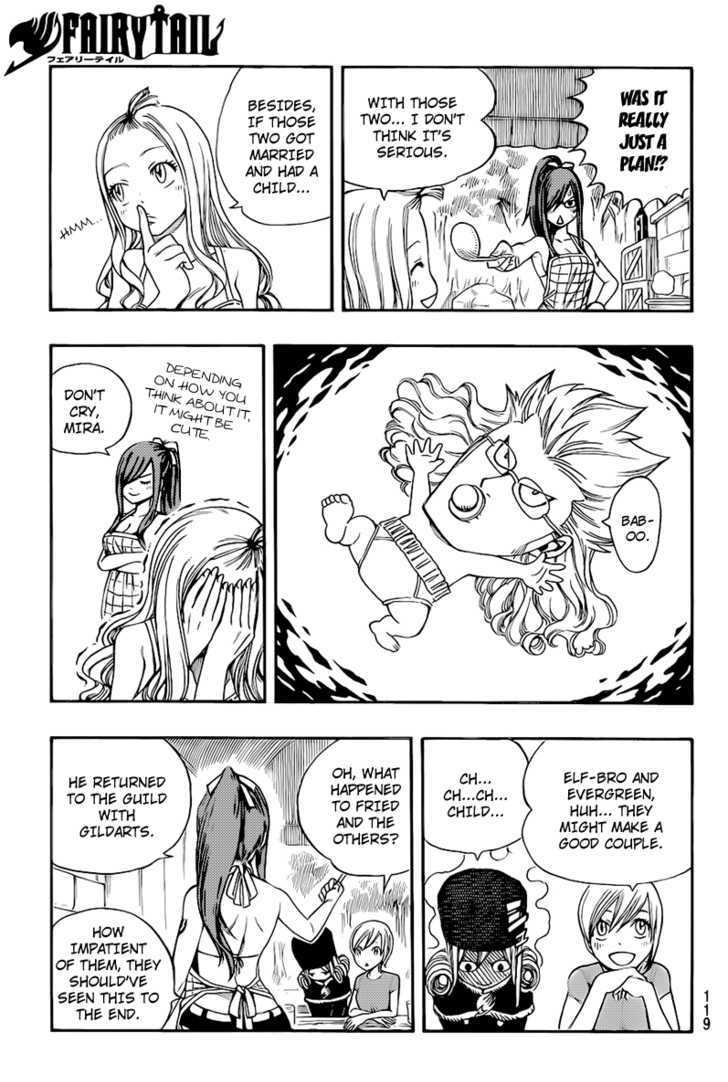 FAIRY TAIL
フェアリーテイル
WAS IT
REALLY
JUST A
PLAN!?
WITH THOSE
TWO... I DON'T
THINK IT'S
SERIOUS.
BESIDES,
IF THOSE
TWO GOT
MARRIED
AND HAD A
CHILD...
HMM...
BAB-
OO.
DEPENDING
ON HOW YOU
THINK ABOUT IT,
IT MIGHT BE
CUTE.
DON'T
CRY,
MIRA.
ELF-BRO AND
EVERGREEN,
HUH... THEY
MIGHT MAKE A
GOOD COUPLE.
CH...
CH...CH...
CHILD...
OH, WHAT
HAPPENED
TO FRIED
AND THE
OTHERS?
HE RETURNED
TO THE GUILD
WITH
GILDARTS.
HOW
IMPATIENT
OF THEM, THEY
SHOULD'VE
SEEN THIS TO
THE END.
119